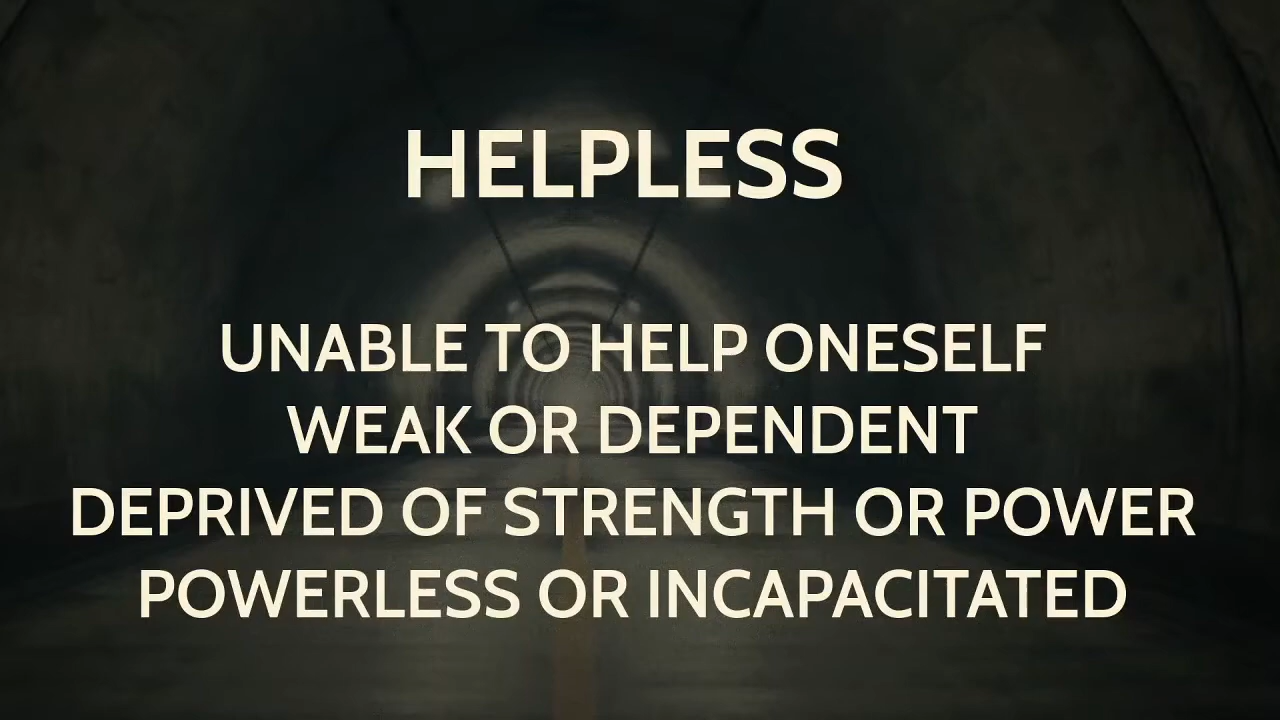 HELPLESS
UNABLE TO HELP ONESELF
WEAK OR DEPENDENT
DEPRIVED OF STRENGTH OR POWER
POWERLESS OR INCAPACITATED